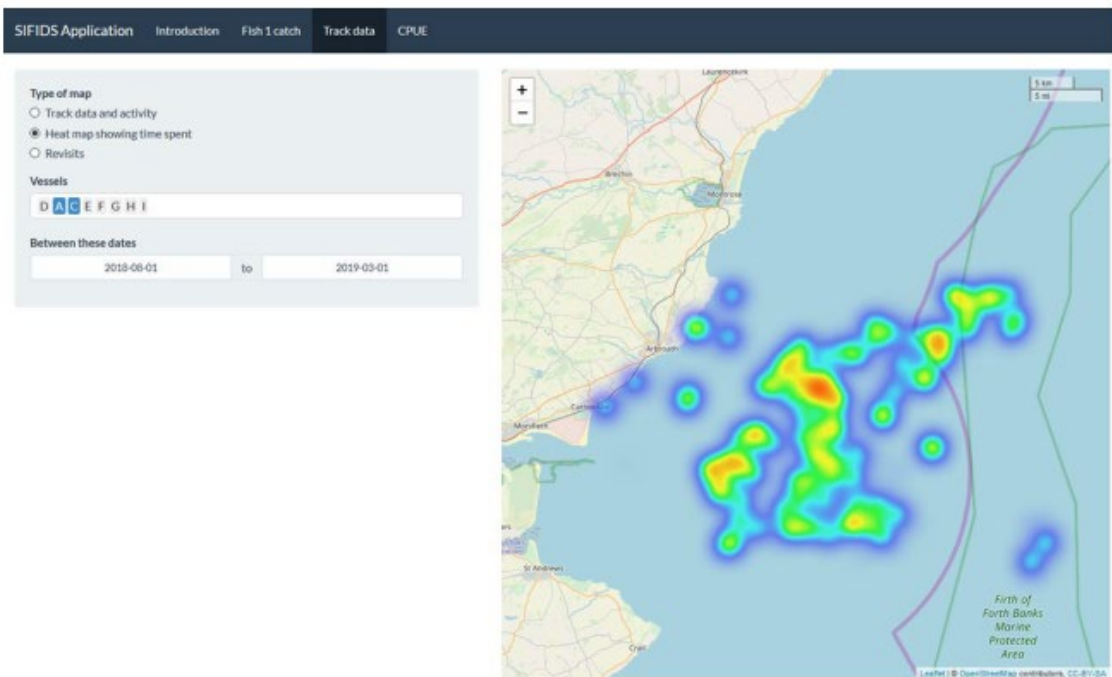 SIFIDS Application Introduction Fish 1 catch Track data CPUE
Type of map
Track data and activity
Heat map showing time spent
Revisits
Vessels
D A C E F G H I
Between these dates
2018-08-01 to 2019-03-01
+
−
5 km
5 mi
Laurencekirk
Brechin
Montrose
Arbroath
Carnoustie
Monifieth
St Andrews
Crail
Firth of
Forth Banks
Marine
Protected
Area
Leaflet | © OpenStreetMap contributors, CC-BY-SA